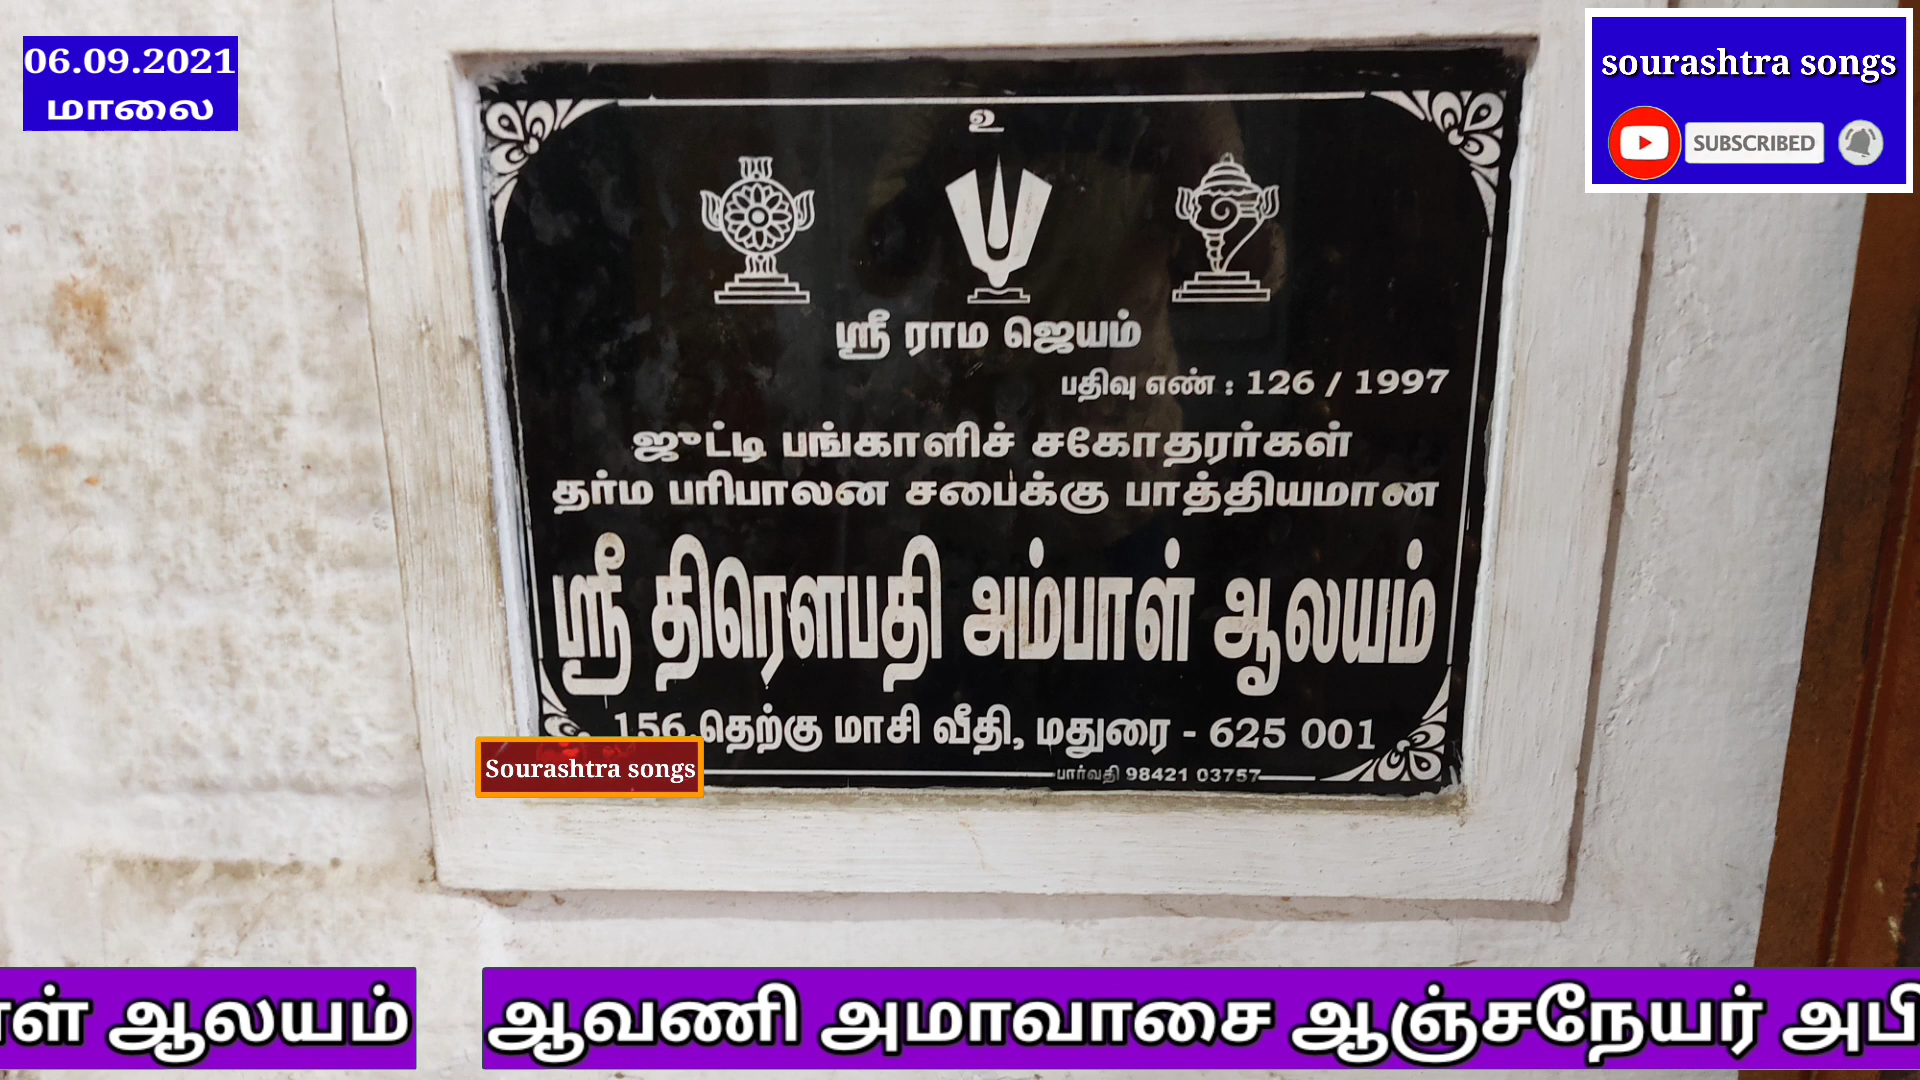 06.09.2021
மாலை
sourashtra songs
SUBSCRIBED
உ
ஸ்ரீ ராம ஜெயம்
பதிவு எண் : 126 / 1997
ஜுட்டி பங்காளிச் சகோதரர்கள்
தர்ம பரிபாலன சபைக்கு பாத்தியமான
ஸ்ரீ திரௌபதி அம்பாள் ஆலயம்
156,தெற்கு மாசி வீதி, மதுரை - 625 001
Sourashtra songs
பார்வதி 98421 03757
ஆலயம் ஆவணி அமாவாசை ஆஞ்சநேயர்